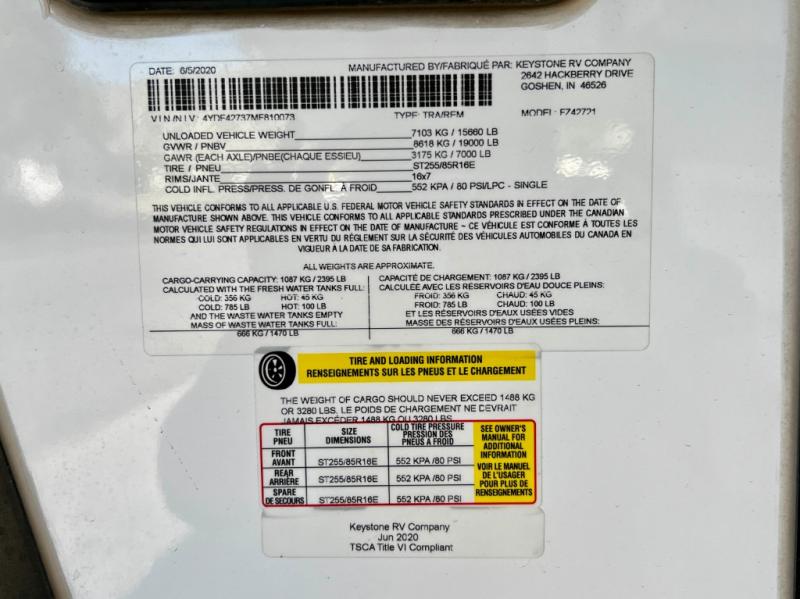 DATE: 6/5/2020 MANUFACTURED BY/FABRIQUÉ PAR: KEYSTONE RV COMPANY
2642 HACKBERRY DRIVE
GOSHEN, IN 46526
V I N / N I V : 4YDF42737MF810073 TYPE: TRA/REM MODEL: FZ42721
UNLOADED VEHICLE WEIGHT 7103 KG / 15660 LB
GVWR / PNBV 8618 KG / 19000 LB
GAWR (EACH AXLE)/PNBE(CHAQUE ESSIEU) 3175 KG / 7000 LB
TIRE / PNEU ST255/85R16E
RIMS/JANTE 16x7
COLD INFL. PRESS/PRESS. DE GONFL. À FROID 552 KPA / 80 PSI/LPC - SINGLE
THIS VEHICLE CONFORMS TO ALL APPLICABLE U.S. FEDERAL MOTOR VEHICLE SAFETY STANDARDS IN EFFECT ON THE DATE OF
MANUFACTURE SHOWN ABOVE. THIS VEHICLE CONFORMS TO ALL APPLICABLE STANDARDS PRESCRIBED UNDER THE CANADIAN
MOTOR VEHICLE SAFETY REGULATIONS IN EFFECT ON THE DATE OF MANUFACTURE ~ CE VÉHICULE EST CONFORME À TOUTES LES
NORMES QUI LUI SONT APPLICABLES EN VERTU DU RÈGLEMENT SUR LA SÉCURITÉ DES VÉHICULES AUTOMOBILES DU CANADA EN
VIGUEUR A LA DATE DE SA FABRICATION.
ALL WEIGHTS ARE APPROXIMATE.
CARGO-CARRYING CAPACITY: 1087 KG / 2395 LB
CALCULATED WITH THE FRESH WATER TANKS FULL:
COLD: 356 KG HOT: 45 KG
COLD: 785 LB HOT: 100 LB
AND THE WASTE WATER TANKS EMPTY
MASS OF WASTE WATER TANKS FULL:
666 KG / 1470 LB
CAPACITÉ DE CHARGEMENT: 1087 KG / 2395 LB
CALCULÉE AVEC LES RÉSERVOIRS D'EAU DOUCE PLEINS:
FROID: 356 KG CHAUD: 45 KG
FROID: 785 LB CHAUD: 100 LB
ET LES RÉSERVOIRS D'EAUX USÉES VIDES
MASSE DES RÉSERVOIRS D'EAUX USÉES PLEINS:
666 KG / 1470 LB
TIRE AND LOADING INFORMATION
RENSEIGNEMENTS SUR LES PNEUS ET LE CHARGEMENT
THE WEIGHT OF CARGO SHOULD NEVER EXCEED 1488 KG
OR 3280 LBS. LE POIDS DE CHARGEMENT NE DEVRAIT
JAMAIS EXCÉDER 1488 KG OU 3280 LBS
TIRE
PNEU
SIZE
DIMENSIONS
COLD TIRE PRESSURE
PRESSION DES
PNEUS A FROID
FRONT
AVANT
ST255/85R16E
552 KPA /80 PSI
REAR
ARRIÈRE
ST255/85R16E
552 KPA /80 PSI
SPARE
DE SECOURS
ST255/85R16E
552 KPA /80 PSI
SEE OWNER'S
MANUAL FOR
ADDITIONAL
INFORMATION
VOIR LE MANUEL
DE L'USAGER
POUR PLUS DE
RENSEIGNEMENTS
Keystone RV Company
Jun 2020
TSCA Title VI Compliant